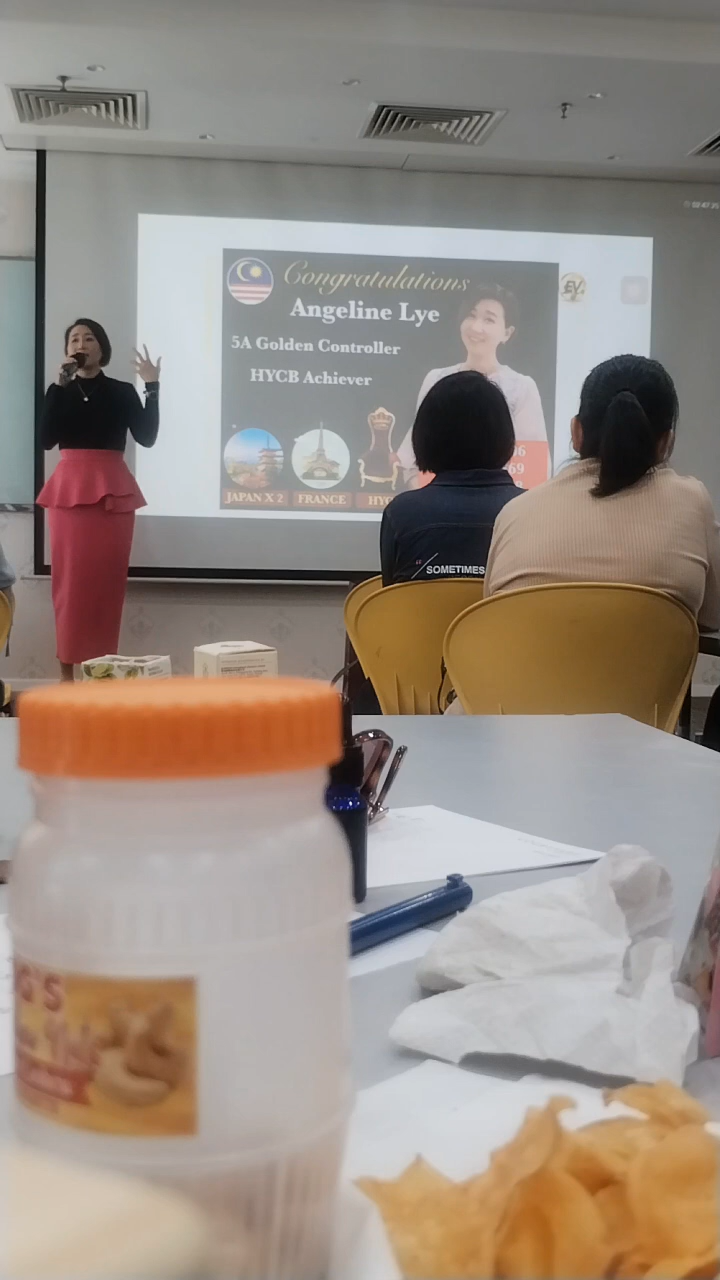 Congratulations
Angeline Lye
5A Golden Controller
HYCB Achiever
JAPAN X 2
FRANCE
SOMETIMES